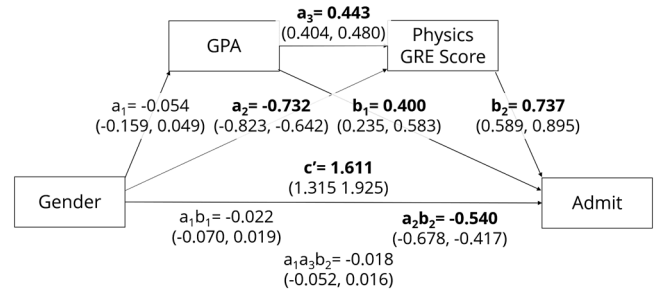 a₃= 0.443
(0.404, 0.480)
GPA
Physics
GRE Score
a₁= -0.054
(-0.159, 0.049)
a₂= -0.732
(-0.823, -0.642)
b₁= 0.400
(0.235, 0.583)
b₂= 0.737
(0.589, 0.895)
c’= 1.611
(1.315 1.925)
Gender
Admit
a₁b₁= -0.022
(-0.070, 0.019)
a₂b₂= -0.540
(-0.678, -0.417)
a₁a₃b₂= -0.018
(-0.052, 0.016)